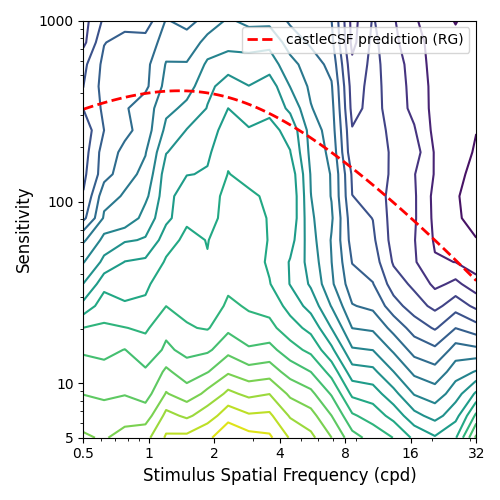 1000
castleCSF prediction (RG)
100
10
5
Sensitivity
0.5 1 2 4 8 16 32
Stimulus Spatial Frequency (cpd)